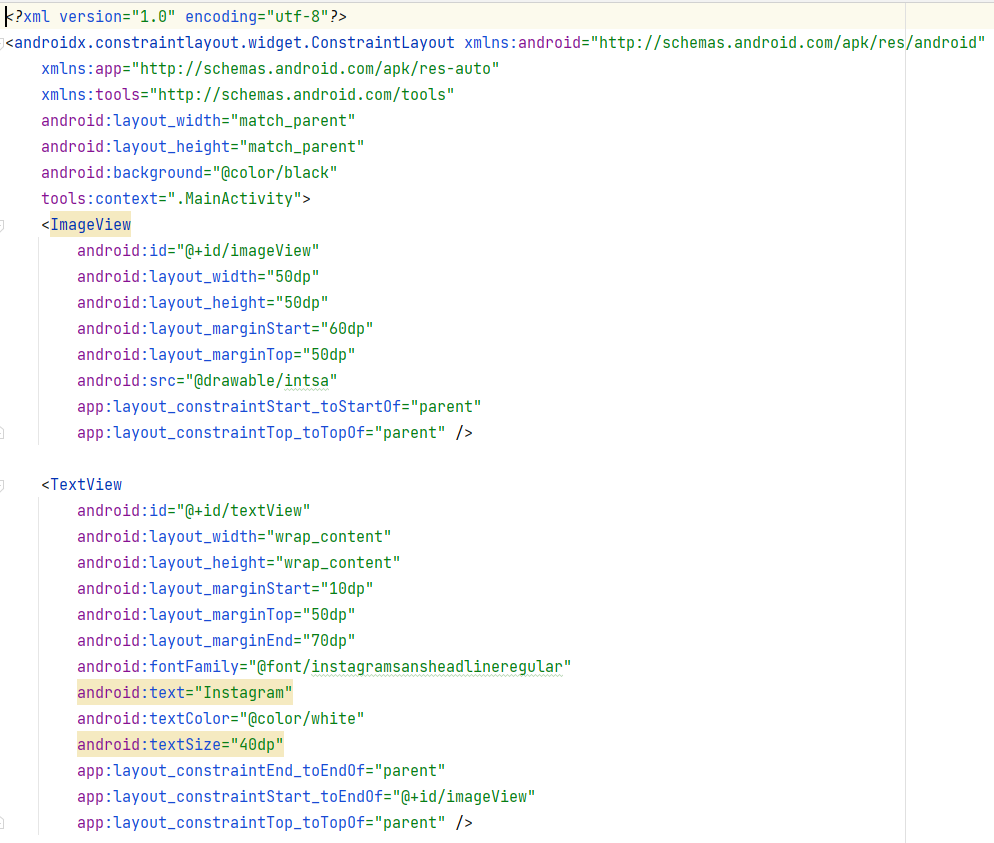 <?xml version="1.0" encoding="utf-8"?>
<androidx.constraintlayout.widget.ConstraintLayout xmlns:android="http://schemas.android.com/apk/res/android"
    xmlns:app="http://schemas.android.com/apk/res-auto"
    xmlns:tools="http://schemas.android.com/tools"
    android:layout_width="match_parent"
    android:layout_height="match_parent"
    android:background="@color/black"
    tools:context=".MainActivity">
    <ImageView
        android:id="@+id/imageView"
        android:layout_width="50dp"
        android:layout_height="50dp"
        android:layout_marginStart="60dp"
        android:layout_marginTop="50dp"
        android:src="@drawable/intsa"
        app:layout_constraintStart_toStartOf="parent"
        app:layout_constraintTop_toTopOf="parent" />

    <TextView
        android:id="@+id/textView"
        android:layout_width="wrap_content"
        android:layout_height="wrap_content"
        android:layout_marginStart="10dp"
        android:layout_marginTop="50dp"
        android:layout_marginEnd="70dp"
        android:fontFamily="@font/instagramsansheadlineregular"
        android:text="Instagram"
        android:textColor="@color/white"
        android:textSize="40dp"
        app:layout_constraintEnd_toEndOf="parent"
        app:layout_constraintStart_toEndOf="@+id/imageView"
        app:layout_constraintTop_toTopOf="parent" />